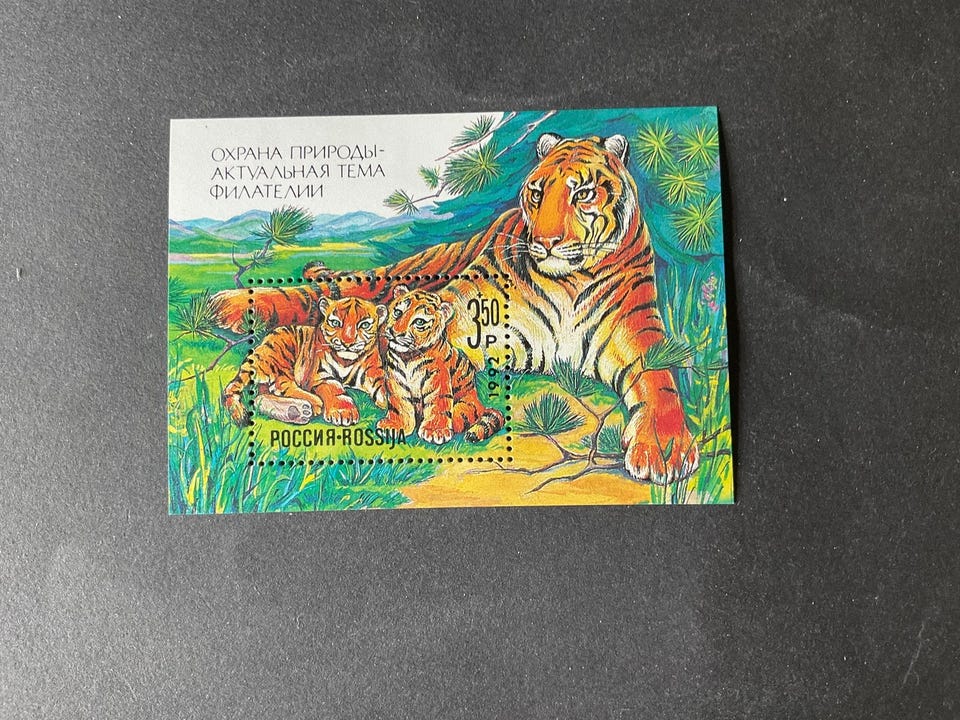 ОХРАНА ПРИРОДЫ-
АКТУАЛЬНАЯ ТЕМА
ФИЛАТЕЛИИ
3.50
Р
1992
РОССИЯ·ROSSIJA